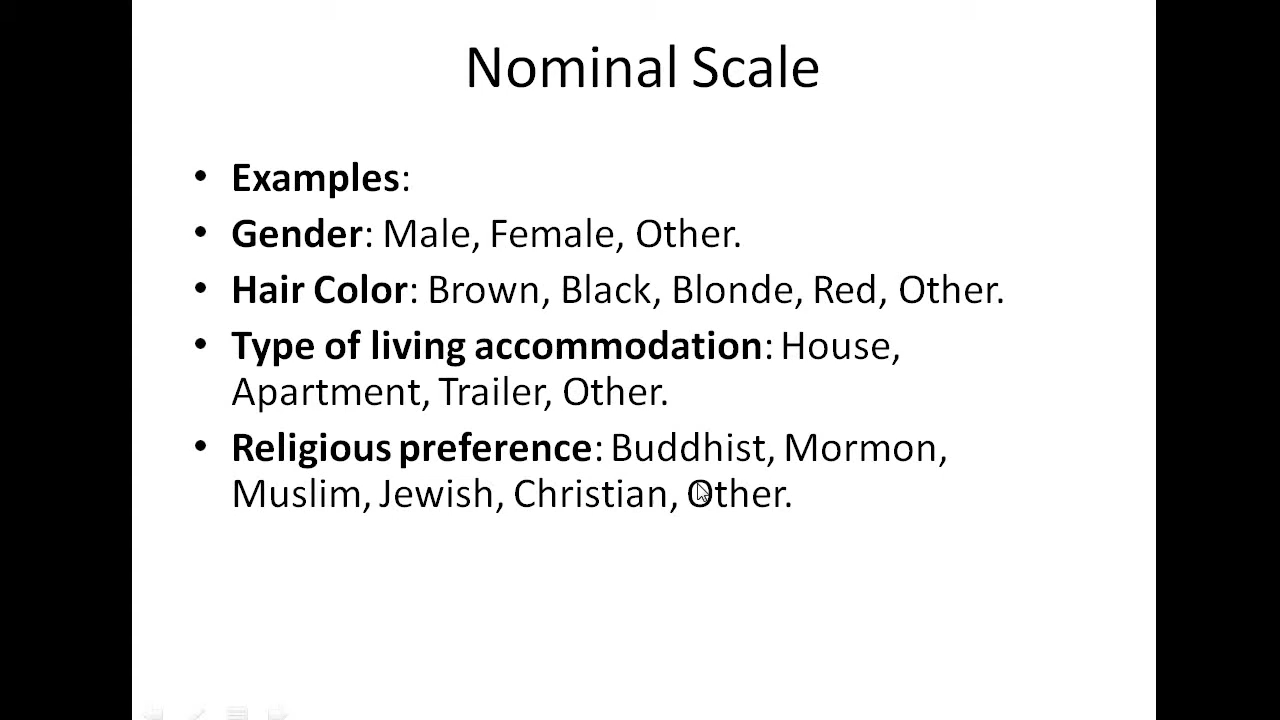 Nominal Scale
• Examples:
• Gender: Male, Female, Other.
• Hair Color: Brown, Black, Blonde, Red, Other.
• Type of living accommodation: House,
Apartment, Trailer, Other.
• Religious preference: Buddhist, Mormon,
Muslim, Jewish, Christian, Other.